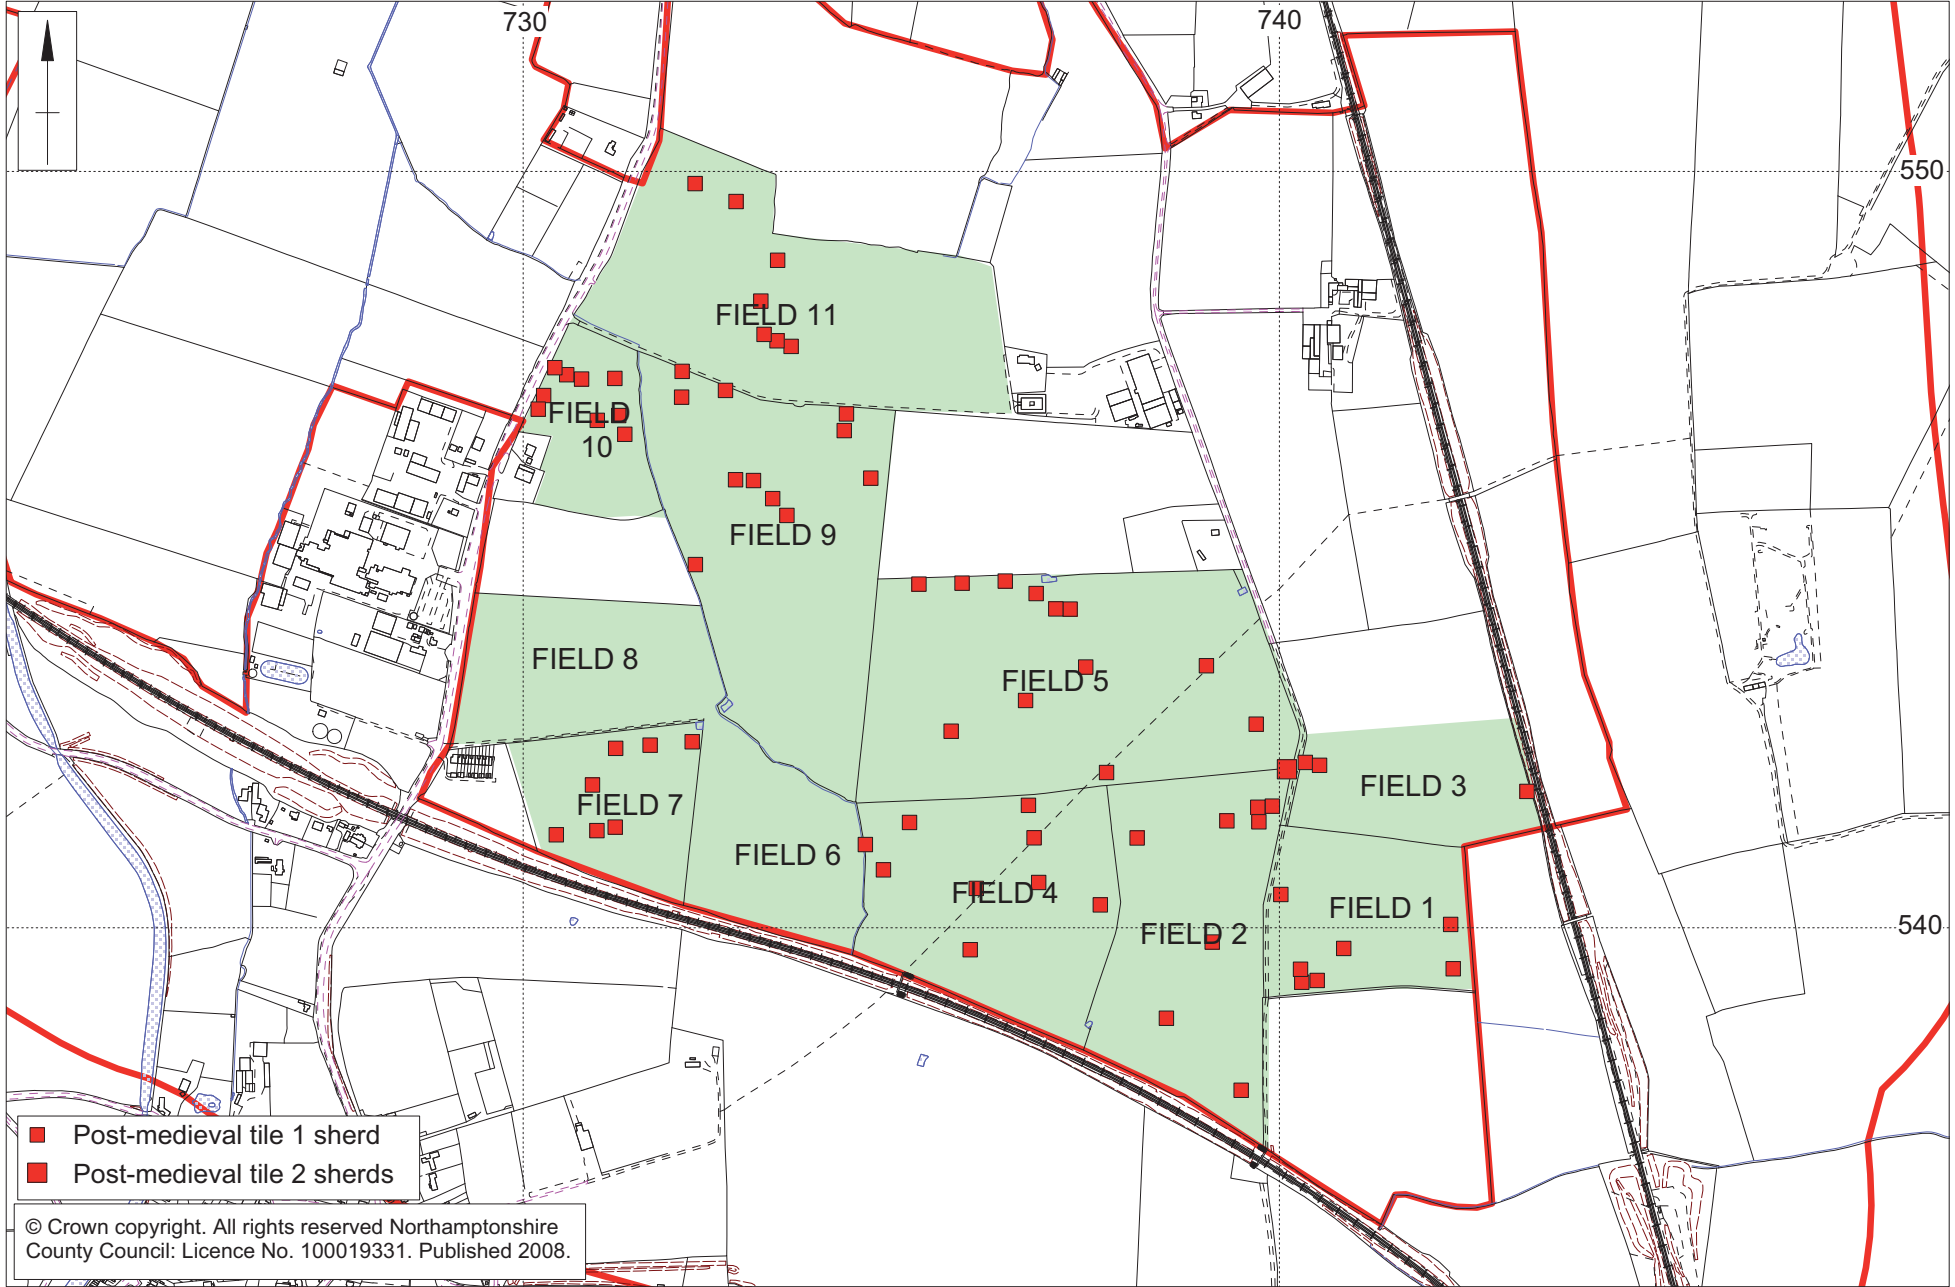 730
740
550
FIELD 11
FIELD
10
FIELD 9
FIELD 8
FIELD 5
FIELD 3
FIELD 7
FIELD 6
FIELD 4
FIELD 1
FIELD 2
540
Post-medieval tile 1 sherd
Post-medieval tile 2 sherds
© Crown copyright. All rights reserved Northamptonshire
County Council: Licence No. 100019331. Published 2008.